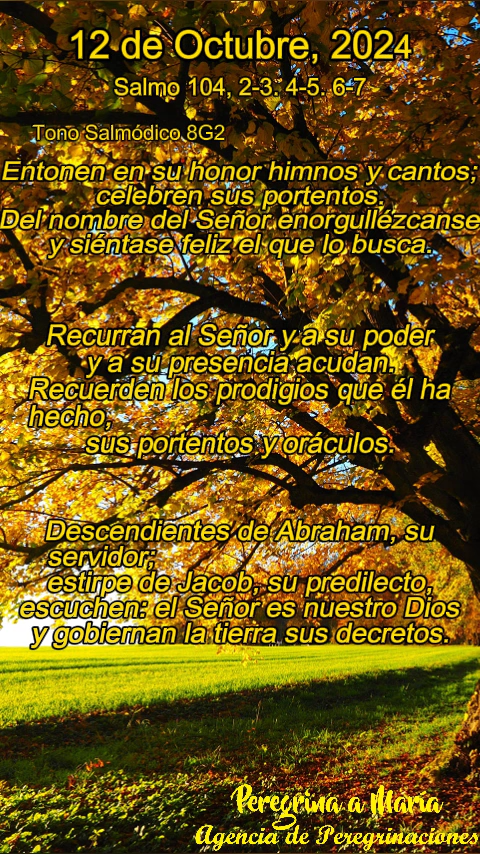 12 de Octubre, 2024
Salmo 104, 2-3. 4-5. 6-7
Tono Salmódico 8G2
Entonen en su honor himnos y cantos;
celebren sus portentos.
Del nombre del Señor enorgullézcanse
y siéntase feliz el que lo busca.
Recurran al Señor y a su poder
y a su presencia acudan.
Recuerden los prodigios que él ha
hecho,
sus portentos y oráculos.
Descendientes de Abraham, su
servidor;
estirpe de Jacob, su predilecto,
escuchen: el Señor es nuestro Dios
y gobiernan la tierra sus decretos.
Peregrina a María
Agencia de Peregrinaciones